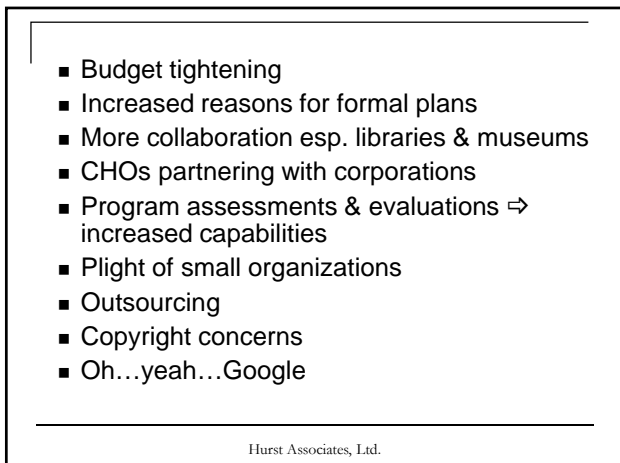 ■ Budget tightening
■ Increased reasons for formal plans
■ More collaboration esp. libraries & museums
■ CHOs partnering with corporations
■ Program assessments & evaluations ⇨
increased capabilities
■ Plight of small organizations
■ Outsourcing
■ Copyright concerns
■ Oh…yeah…Google
Hurst Associates, Ltd.